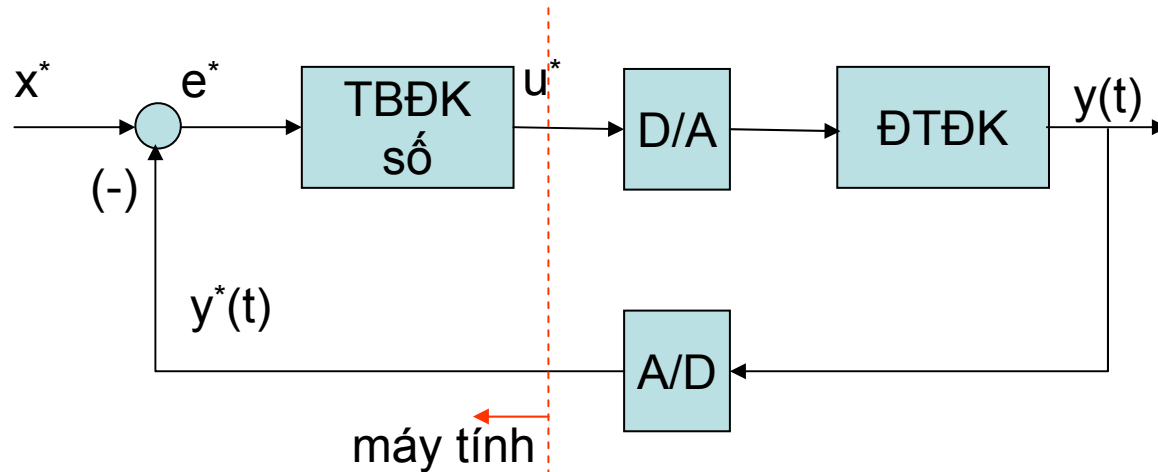 x*
e*
TBĐK
số
u*
D/A
ĐTĐK
y(t)
(-)
y*(t)
A/D
máy tính